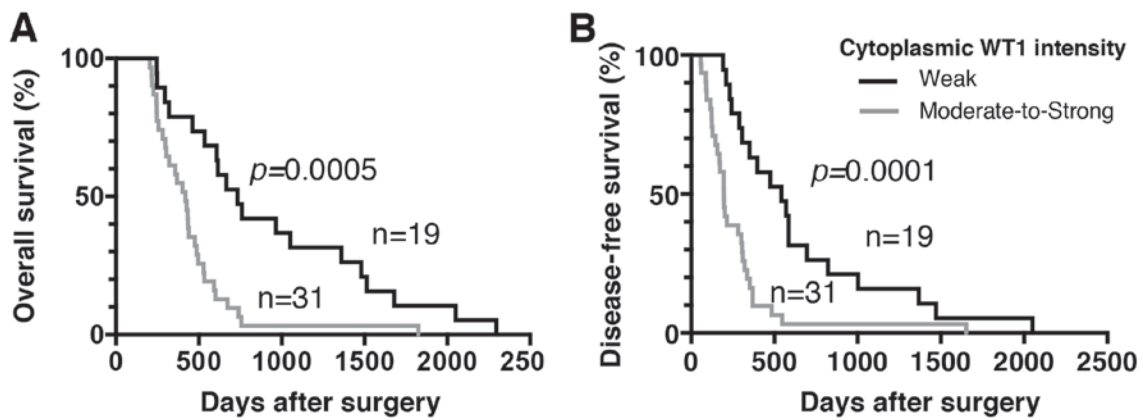 A
Overall survival (%)
100
50
0
p=0.0005
n=19
n=31
0 500 1000 1500 2000 250
Days after surgery
B
Disease-free survival (%)
100
50
0
Cytoplasmic WT1 intensity
Weak
Moderate-to-Strong
p=0.0001
n=19
n=31
0 500 1000 1500 2000 2500
Days after surgery